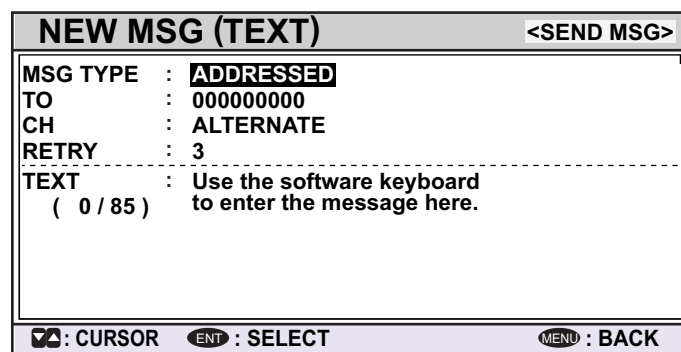 NEW MSG (TEXT) <SEND MSG>
MSG TYPE : ADDRESSED
TO : 000000000
CH : ALTERNATE
RETRY : 3
TEXT : Use the software keyboard
( 0 / 85 ) to enter the message here.
▼▲ : CURSOR ENT : SELECT MENU : BACK